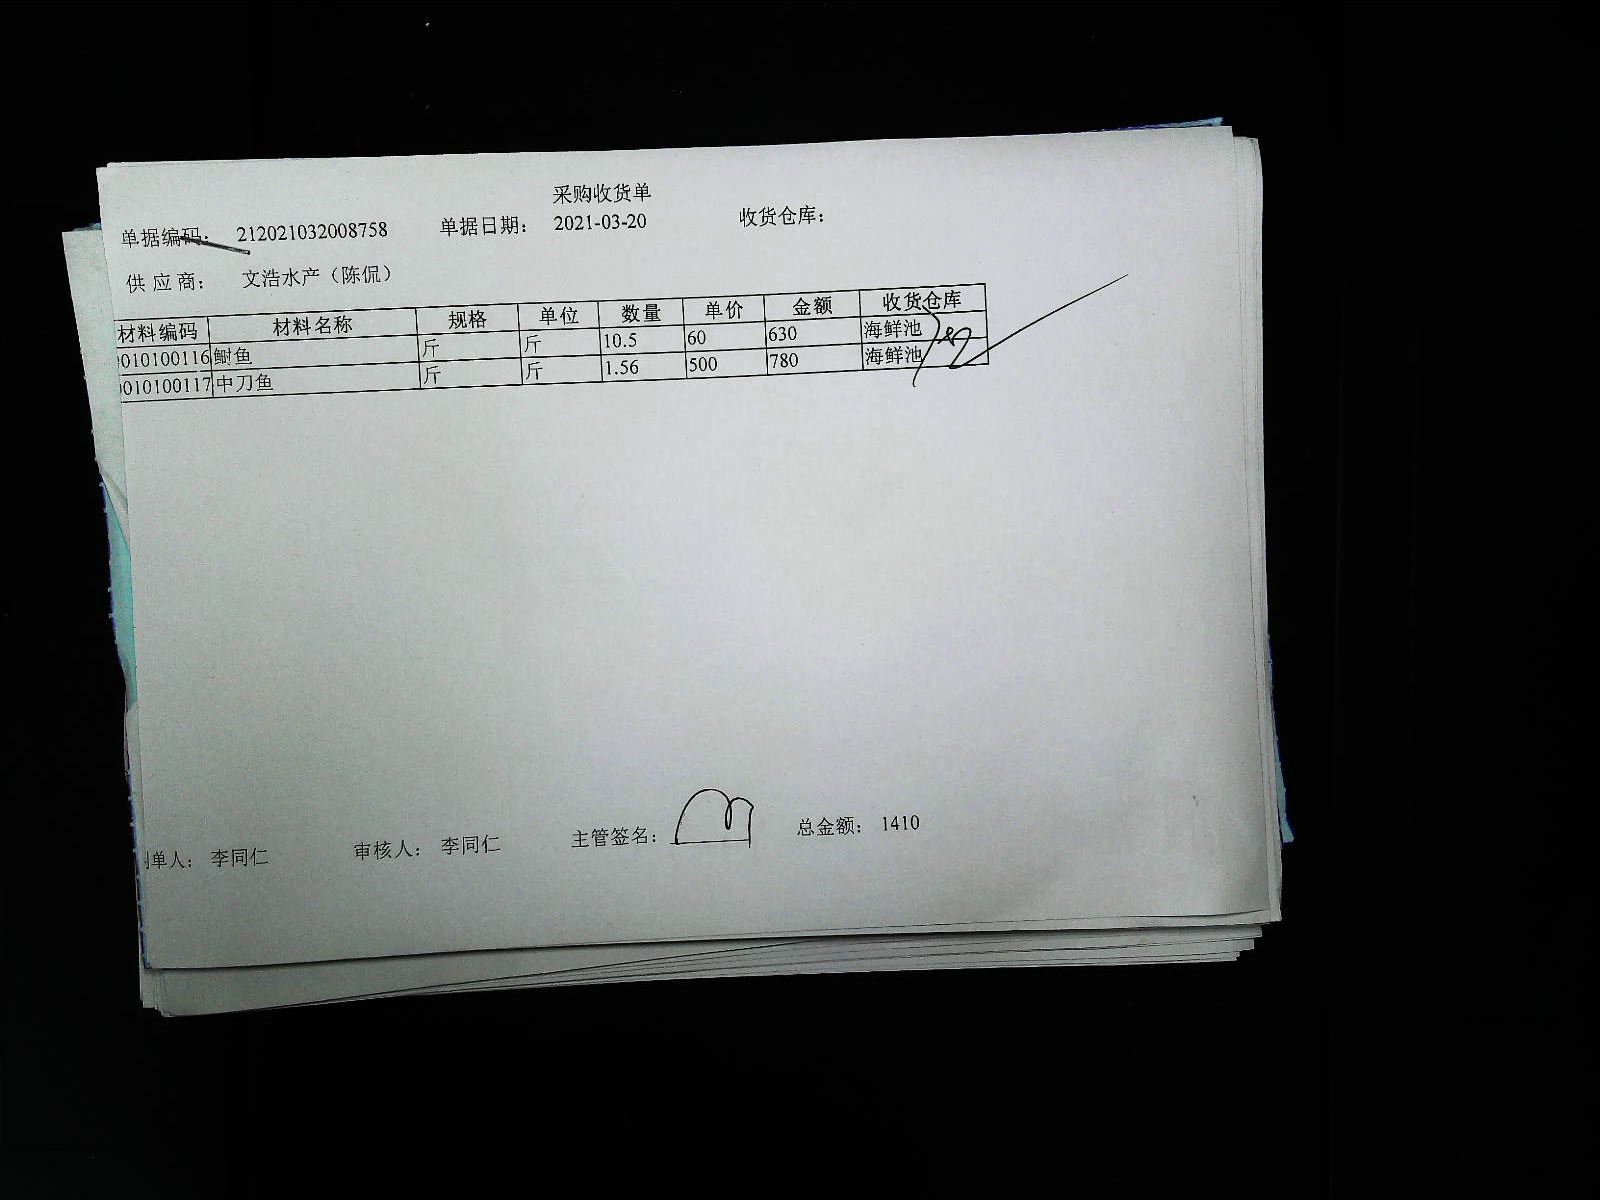 采购收货单
单据编码: 212021032008758 单据日期: 2021-03-20 收货仓库:
供应商: 文浩水产（陈侃）
材料编码 材料名称 规格 单位 数量 单价 金额 收货仓库
010100116 鲥鱼 斤 斤 10.5 60 630 海鲜池
010100117 中刀鱼 斤 斤 1.56 500 780 海鲜池
单人: 李同仁 审核人: 李同仁 主管签名: 总金额: 1410